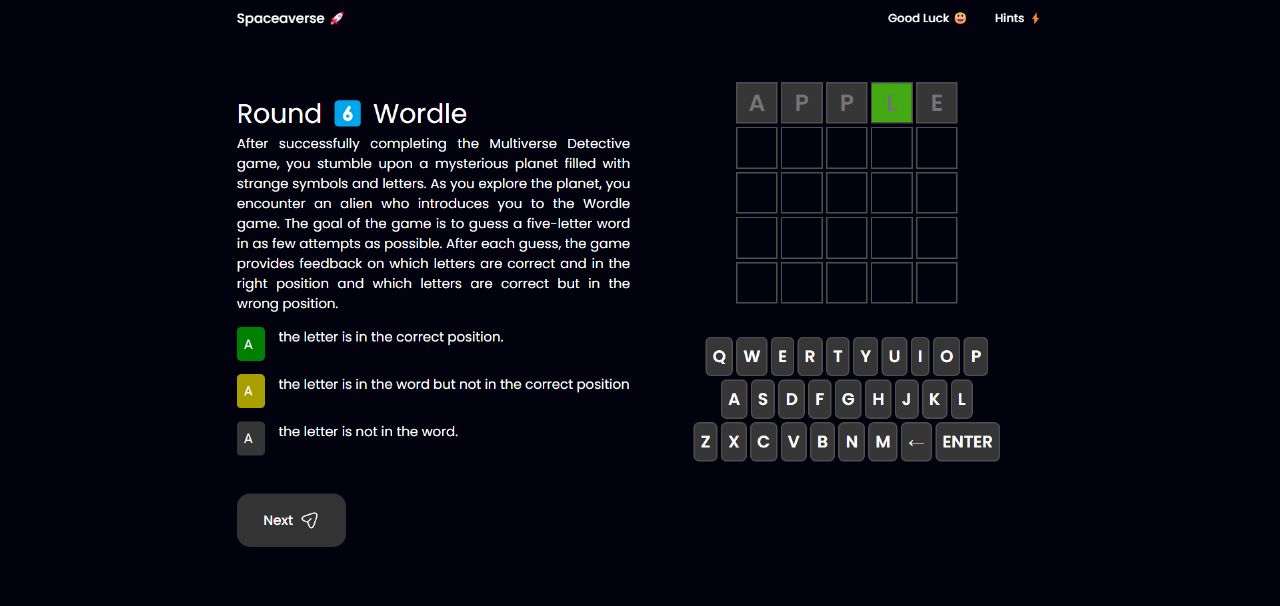 Spaceaverse 🚀
Good Luck 😃 Hints ⚡
Round 6 Wordle
After successfully completing the Multiverse Detective
game, you stumble upon a mysterious planet filled with
strange symbols and letters. As you explore the planet, you
encounter an alien who introduces you to the Wordle
game. The goal of the game is to guess a five-letter word
in as few attempts as possible. After each guess, the game
provides feedback on which letters are correct and in the
right position and which letters are correct but in the
wrong position.
A the letter is in the correct position.
A the letter is in the word but not in the correct position
A the letter is not in the word.
Next
A P P L E
Q W E R T Y U I O P
A S D F G H J K L
Z X C V B N M ← ENTER